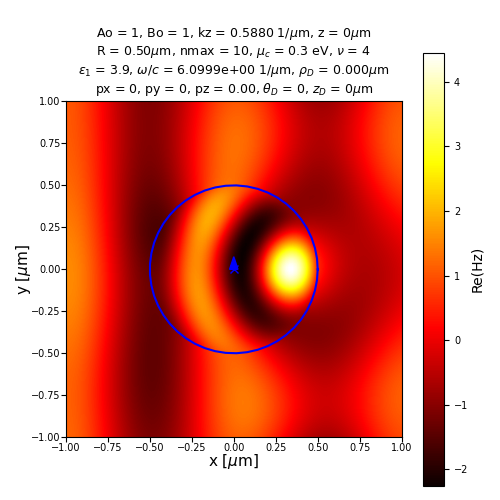 Ao = 1, Bo = 1, kz = 0.5880 1/μm, z = 0μm
R = 0.50μm, nmax = 10, μc = 0.3 eV, ν = 4
ε1 = 3.9, ω/c = 6.0999e+00 1/μm, ρD = 0.000μm
px = 0, py = 0, pz = 0.00, θD = 0, zD = 0μm
1.00
0.75
0.50
0.25
0.00
−0.25
−0.50
−0.75
−1.00
y [μm]
−1.00 −0.75 −0.50 −0.25 0.00 0.25 0.50 0.75 1.00
x [μm]
4
3
2
1
0
−1
−2
Re(Hz)